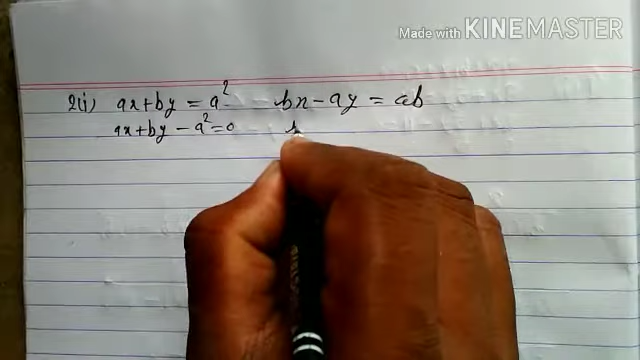 Made with KINEMASTER
2(i) ax+by = a² bx-ay = ab
ax+by - a² = 0 b